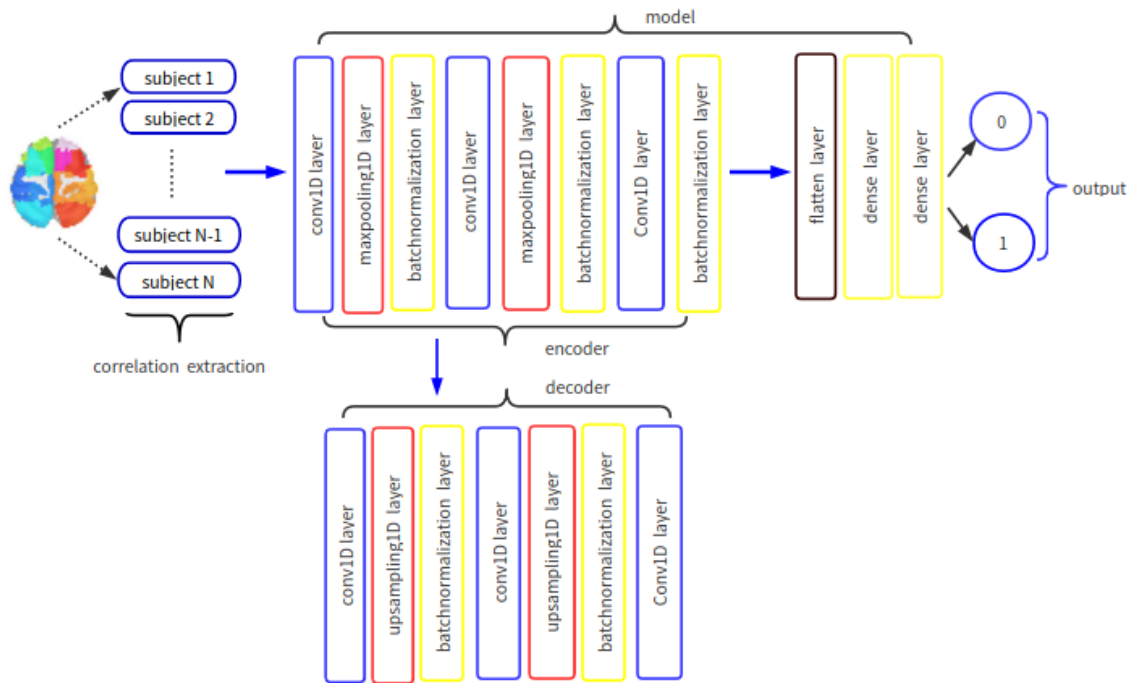 model
subject 1
subject 2
subject N-1
subject N
correlation extraction
conv1D layer
maxpooling1D layer
batchnormalization layer
conv1D layer
maxpooling1D layer
batchnormalization layer
Conv1D layer
batchnormalization layer
flatten layer
dense layer
dense layer
0
1
output
encoder
decoder
conv1D layer
upsampling1D layer
batchnormalization layer
conv1D layer
upsampling1D layer
batchnormalization layer
Conv1D layer